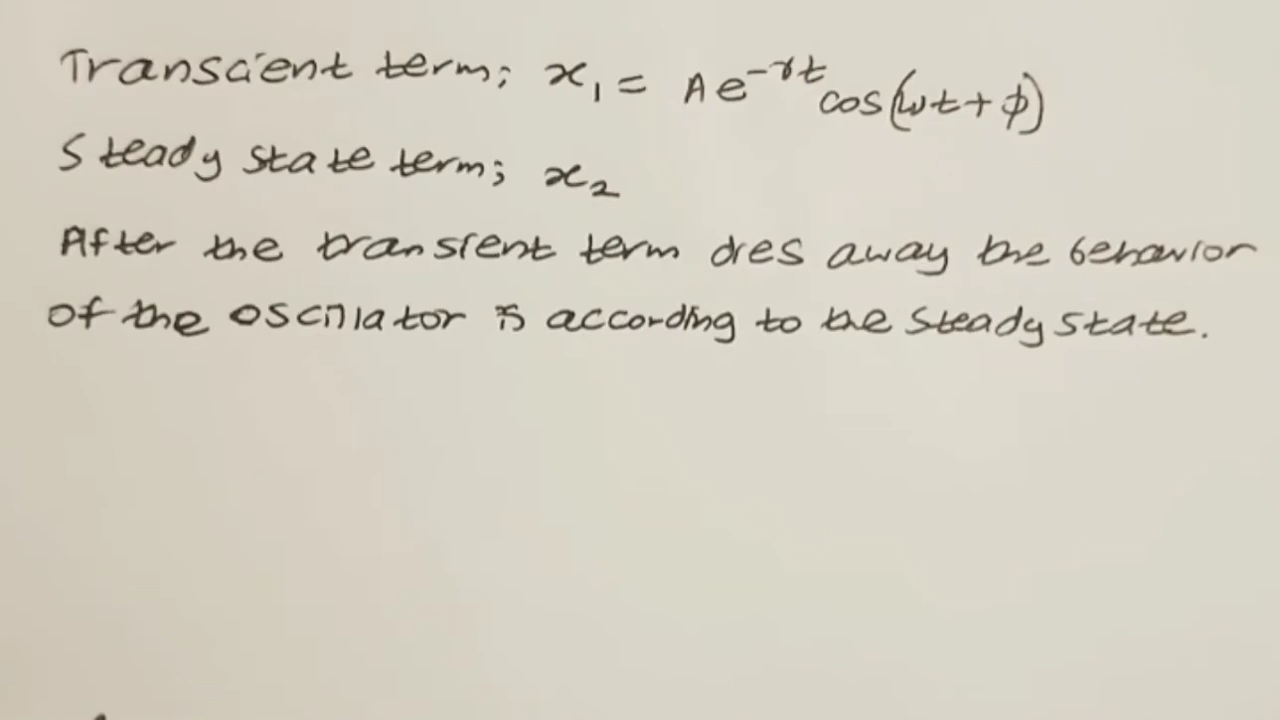 Transcient term; x₁ = Ae^{-γt} cos(ωt+φ)
Steady state term; x₂
After the transient term dies away the behavior
of the oscillator is according to the steady state.